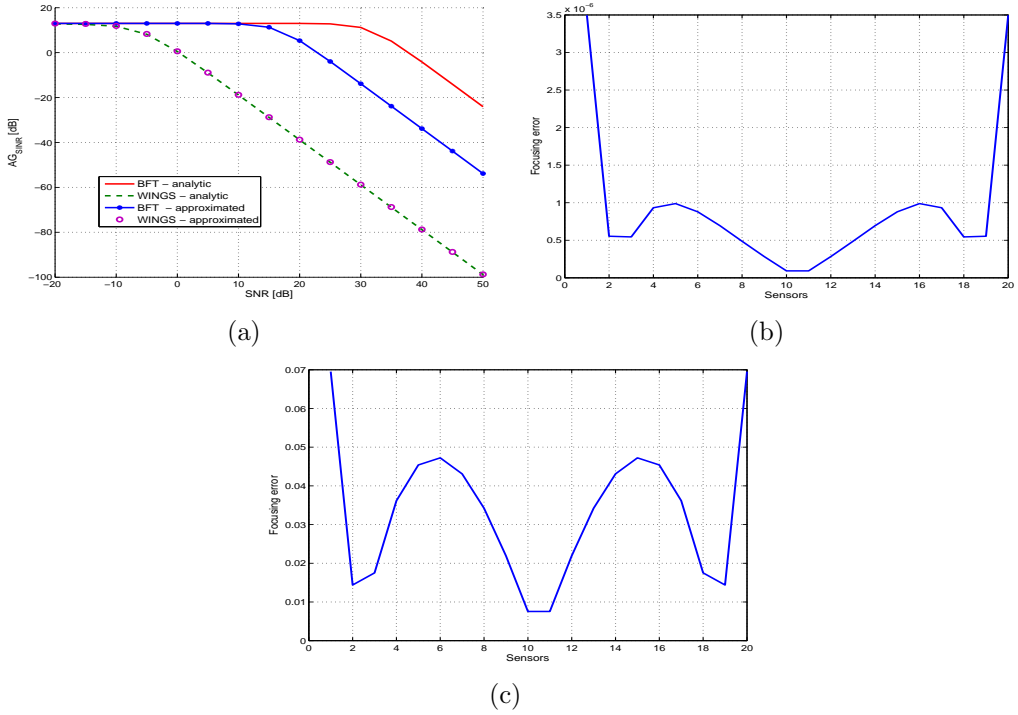 20
0
−20
−40
−60
−80
−100
AG_SINR [dB]
BFT − analytic
WINGS − analytic
BFT − approximated
WINGS − approximated
−20 −10 0 10 20 30 40 50
SNR [dB]
(a)
x 10
3.5
3
2.5
2
1.5
1
0.5
0
Focusing error
0 2 4 6 8 10 12 14 16 18 20
Sensors
(b)
0.07
0.06
0.05
0.04
0.03
0.02
0.01
0
Focusing error
0 2 4 6 8 10 12 14 16 18 20
Sensors
(c)